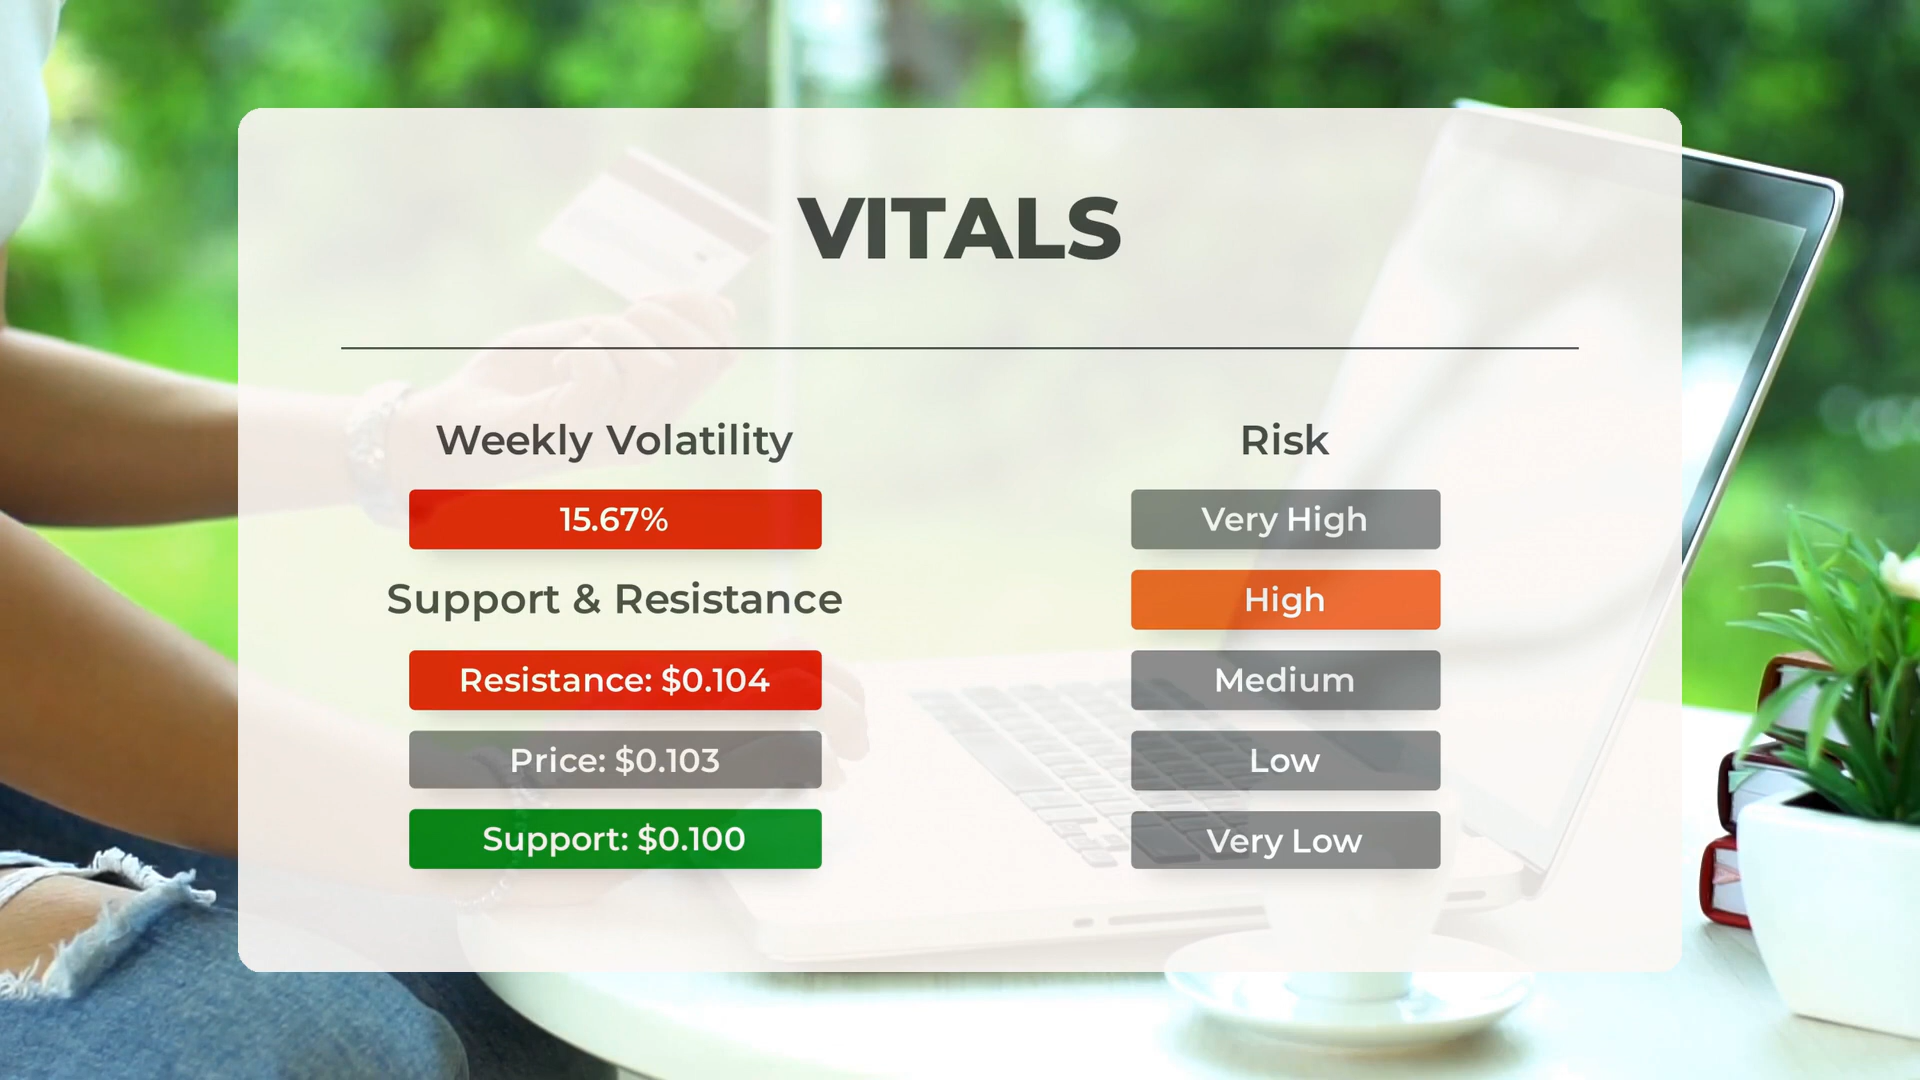 VITALS
Weekly Volatility
15.67%
Support & Resistance
Resistance: $0.104
Price: $0.103
Support: $0.100
Risk
Very High
High
Medium
Low
Very Low